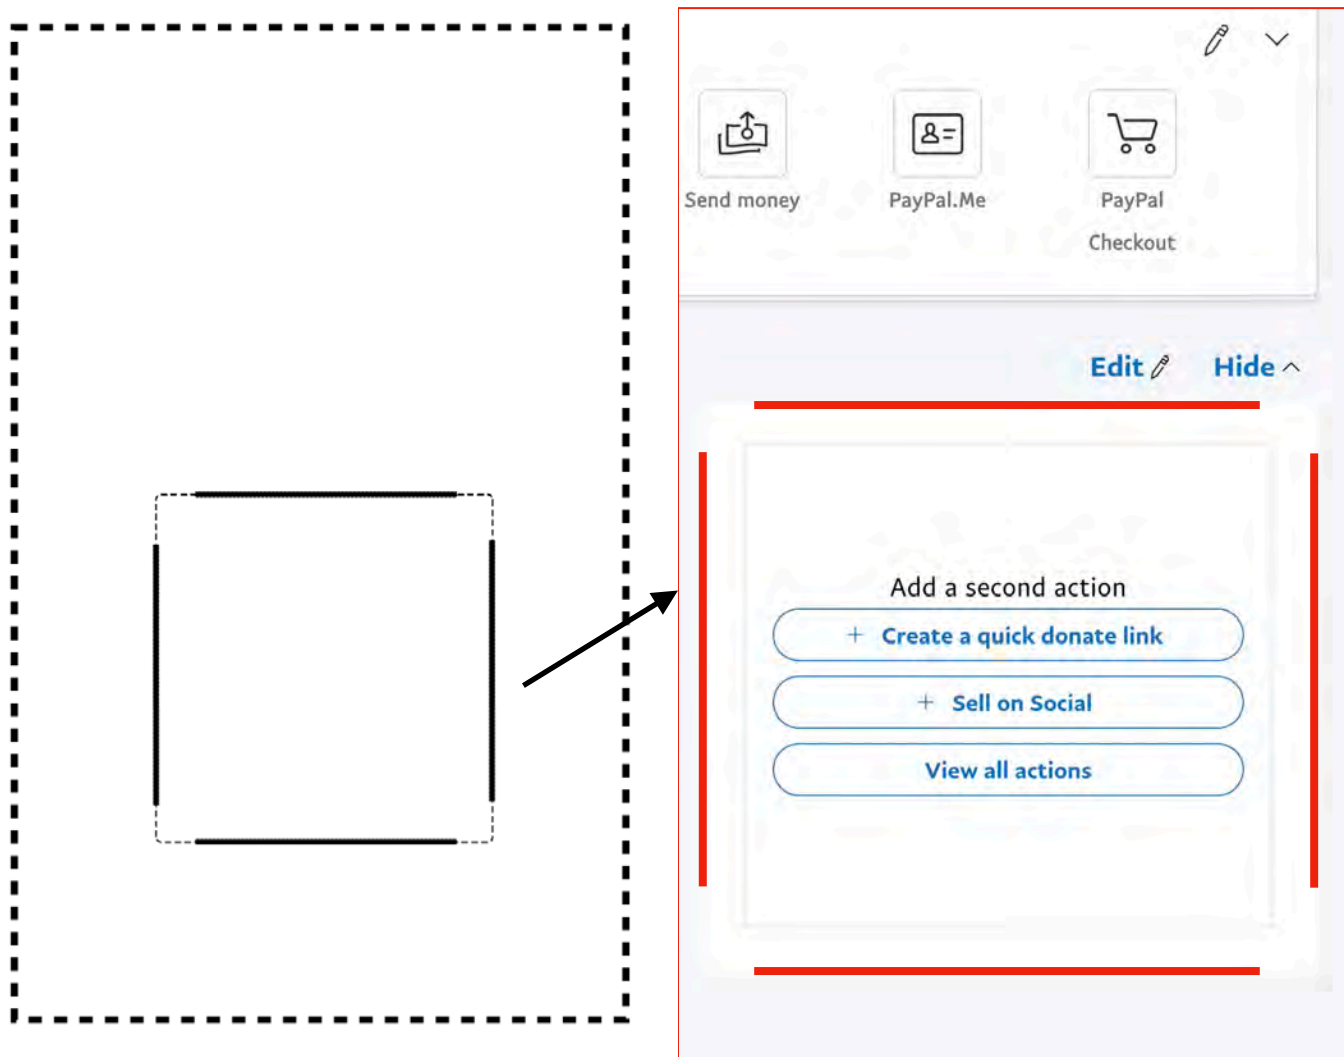 Send money
PayPal.Me
PayPal
Checkout
Edit
Hide
Add a second action
+ Create a quick donate link
+ Sell on Social
View all actions